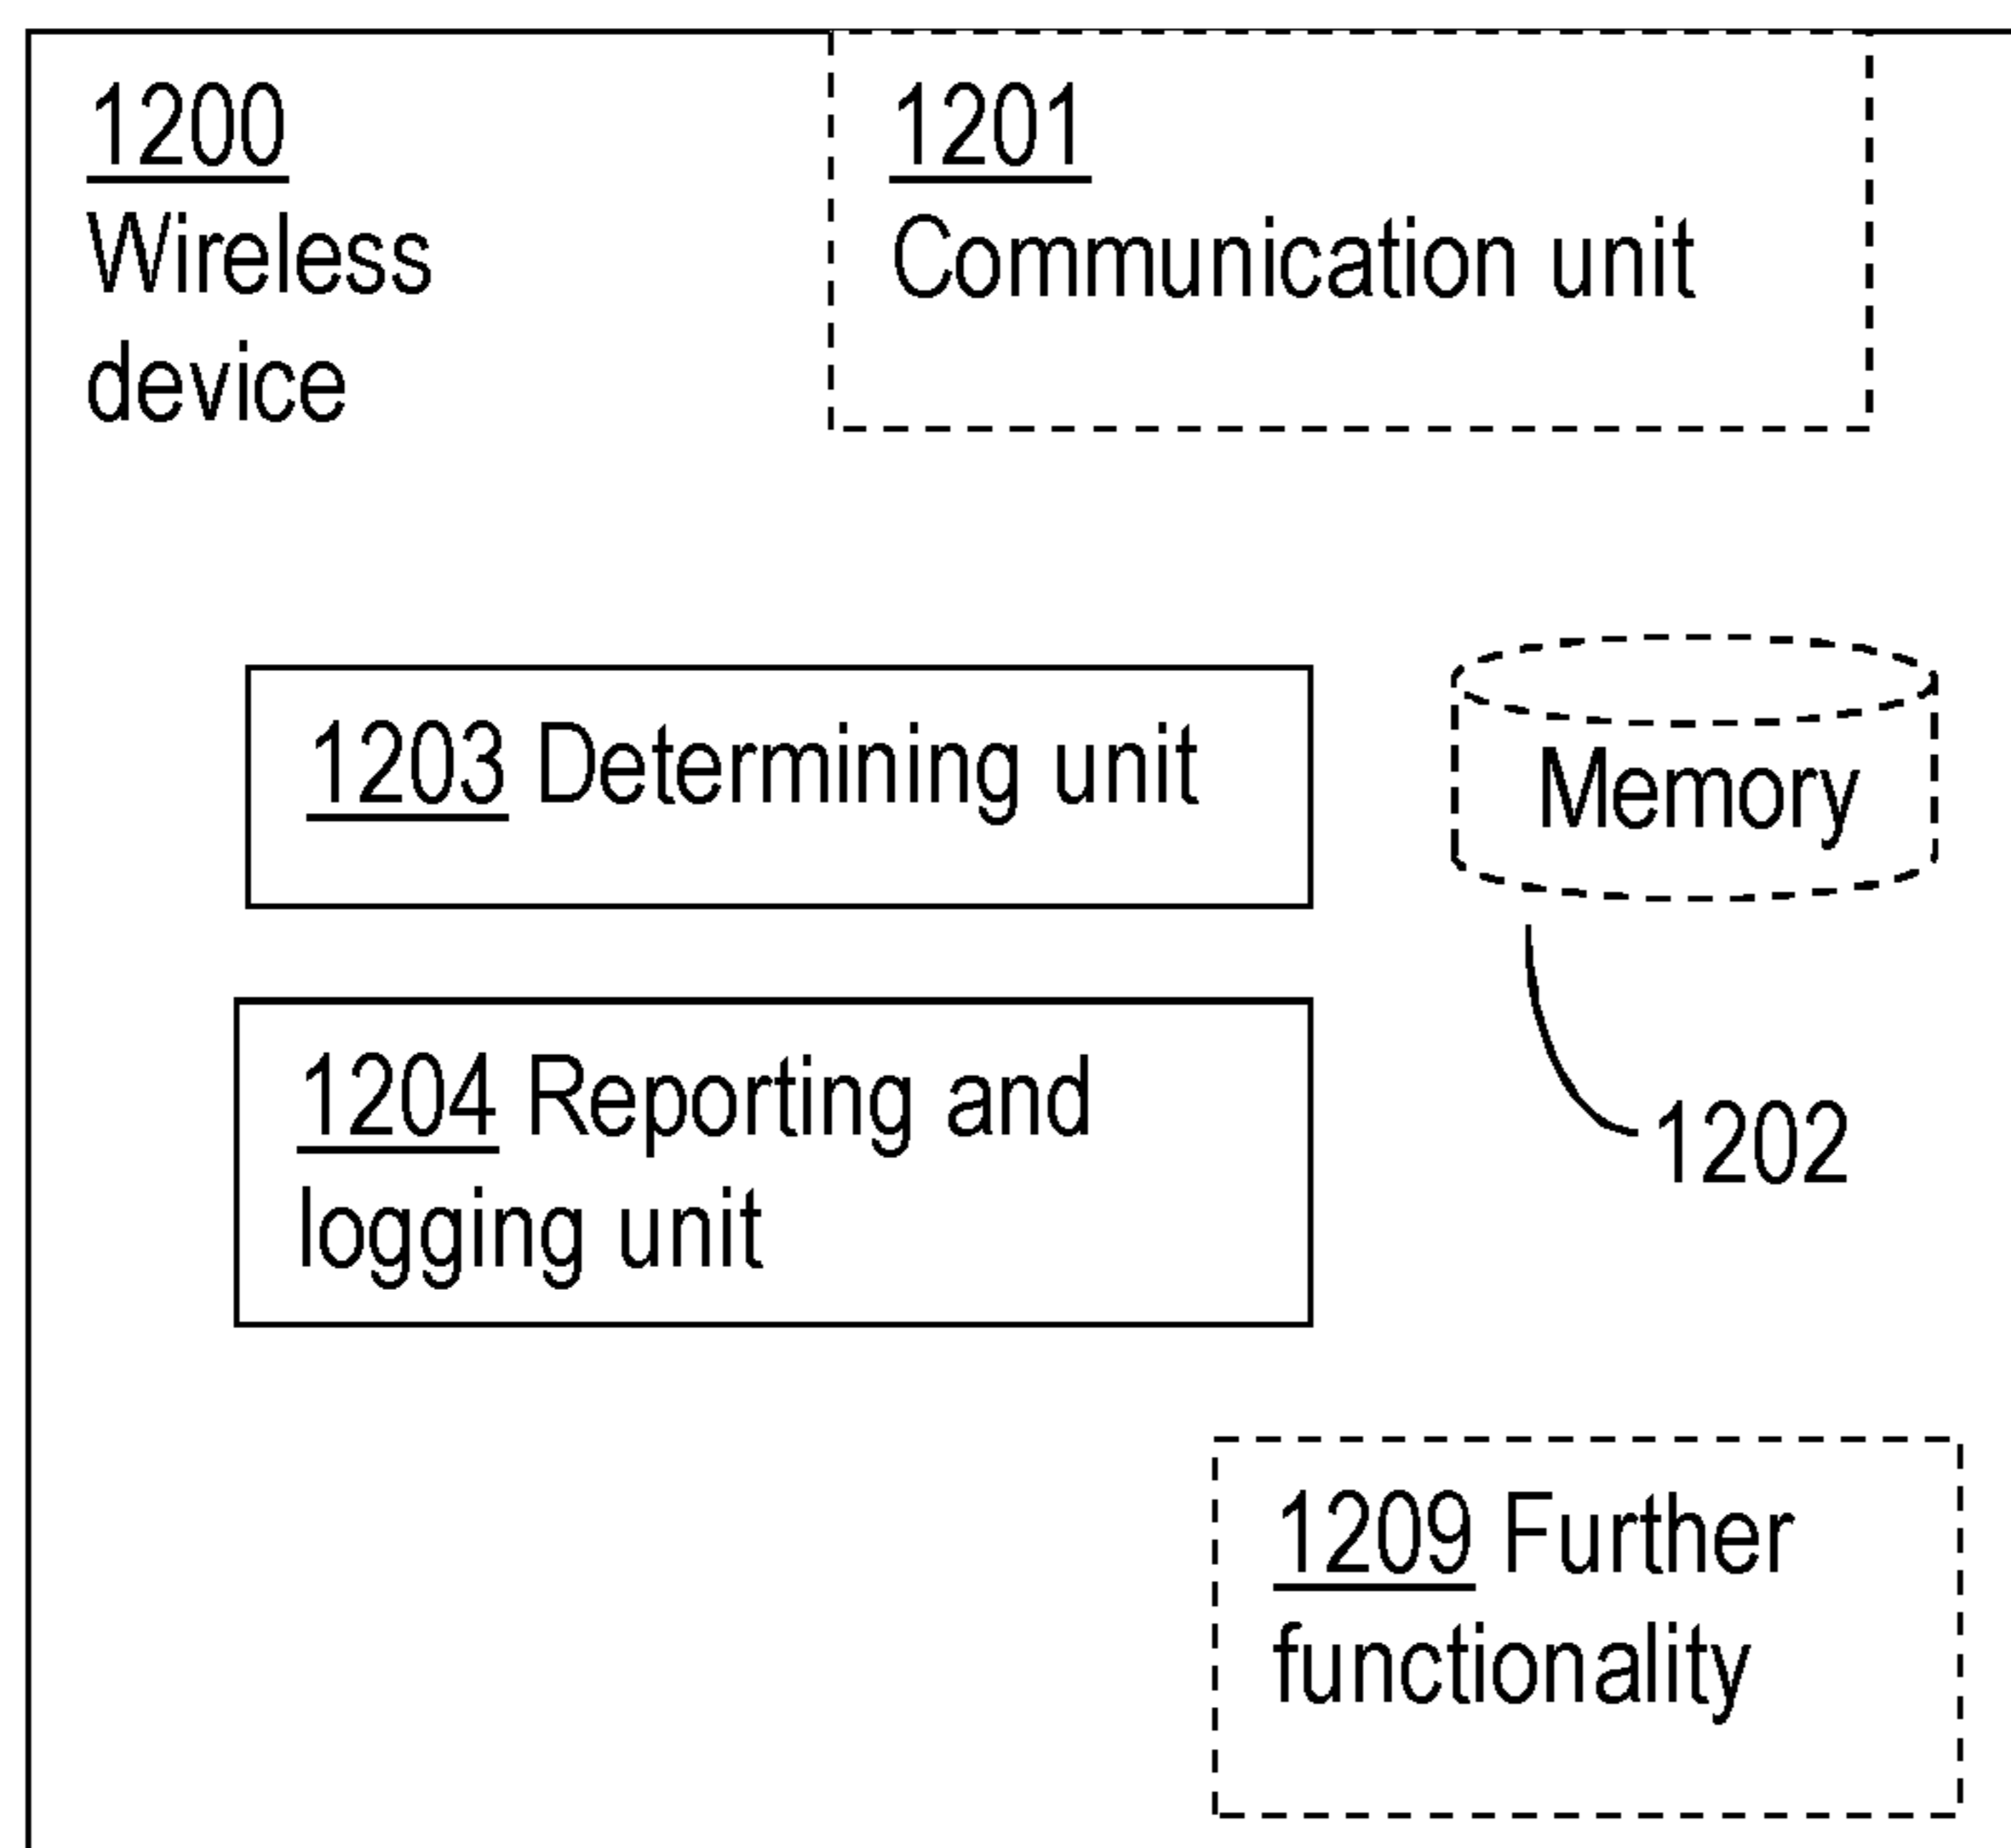 1200
Wireless
device
1201
Communication unit
1203 Determining unit
Memory
1204 Reporting and
logging unit
1202
1209 Further
functionality